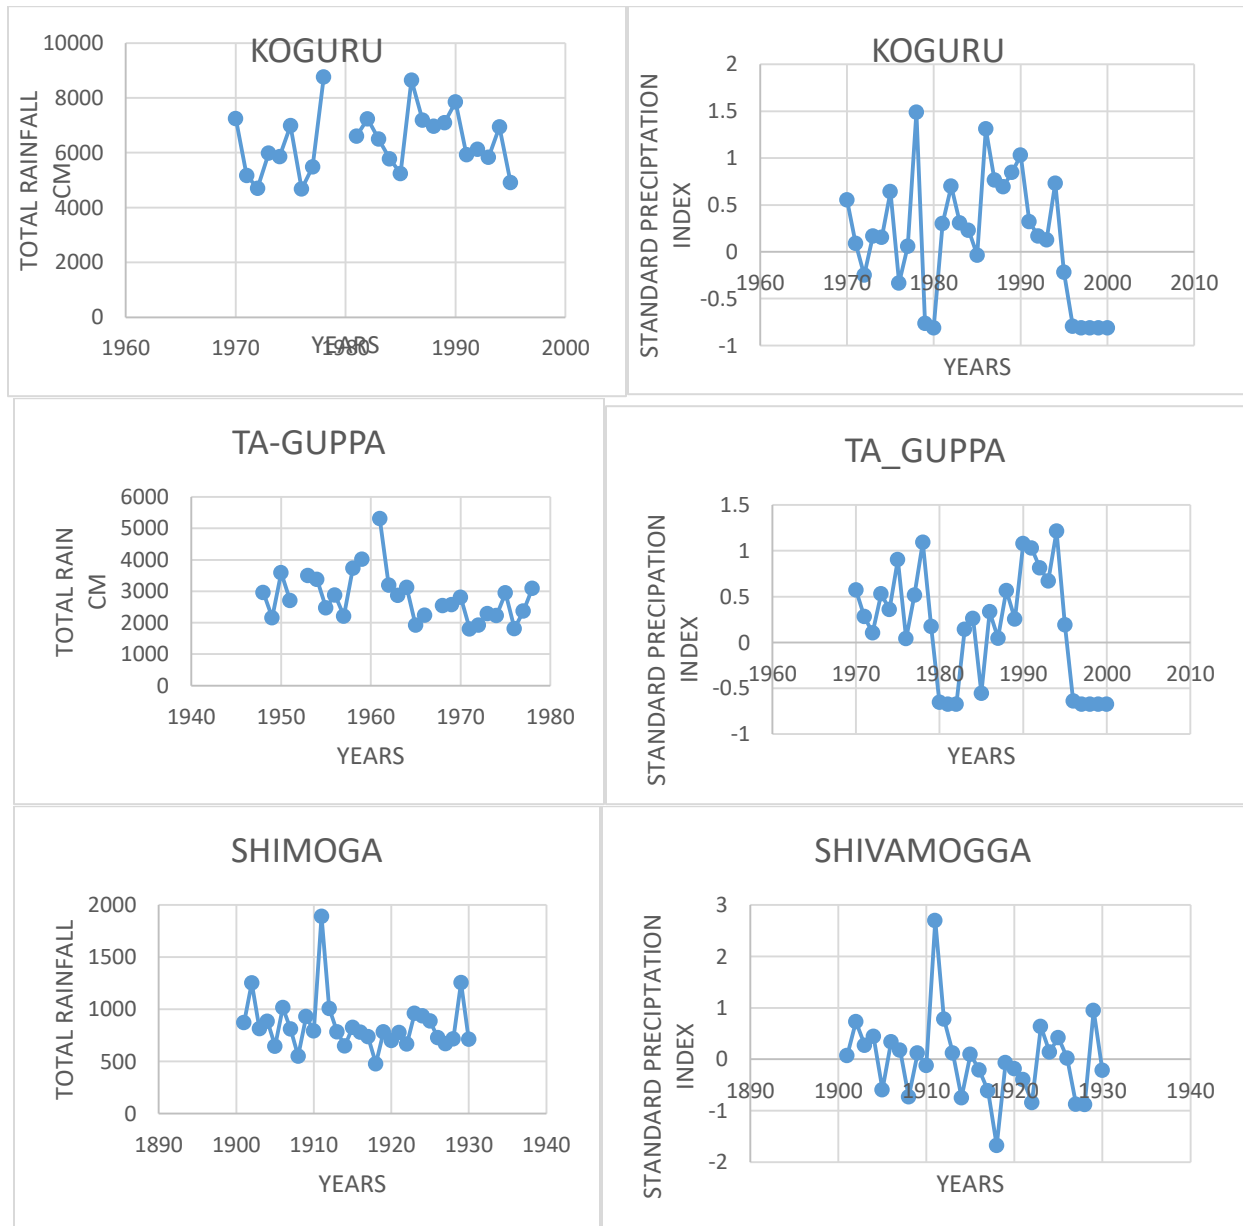 KOGURU
TOTAL RAINFALL
CM
10000
8000
6000
4000
2000
0
1960 1970 1980 1990 2000
YEARS
KOGURU
STANDARD PRECIPTATION
INDEX
2
1.5
1
0.5
0
-0.5
-1
1960 1970 1980 1990 2000 2010
YEARS
TA-GUPPA
TOTAL RAIN
CM
6000
5000
4000
3000
2000
1000
0
1940 1950 1960 1970 1980
YEARS
TA_GUPPA
STANDARD PRECIPTATION
INDEX
1.5
1
0.5
0
-0.5
-1
1960 1970 1980 1990 2000 2010
YEARS
SHIMOGA
TOTAL RAINFALL
2000
1500
1000
500
0
1890 1900 1910 1920 1930 1940
YEARS
SHIVAMOGGA
STANDARD PRECIPTATION
INDEX
3
2
1
0
-1
-2
1890 1900 1910 1920 1930 1940
YEARS